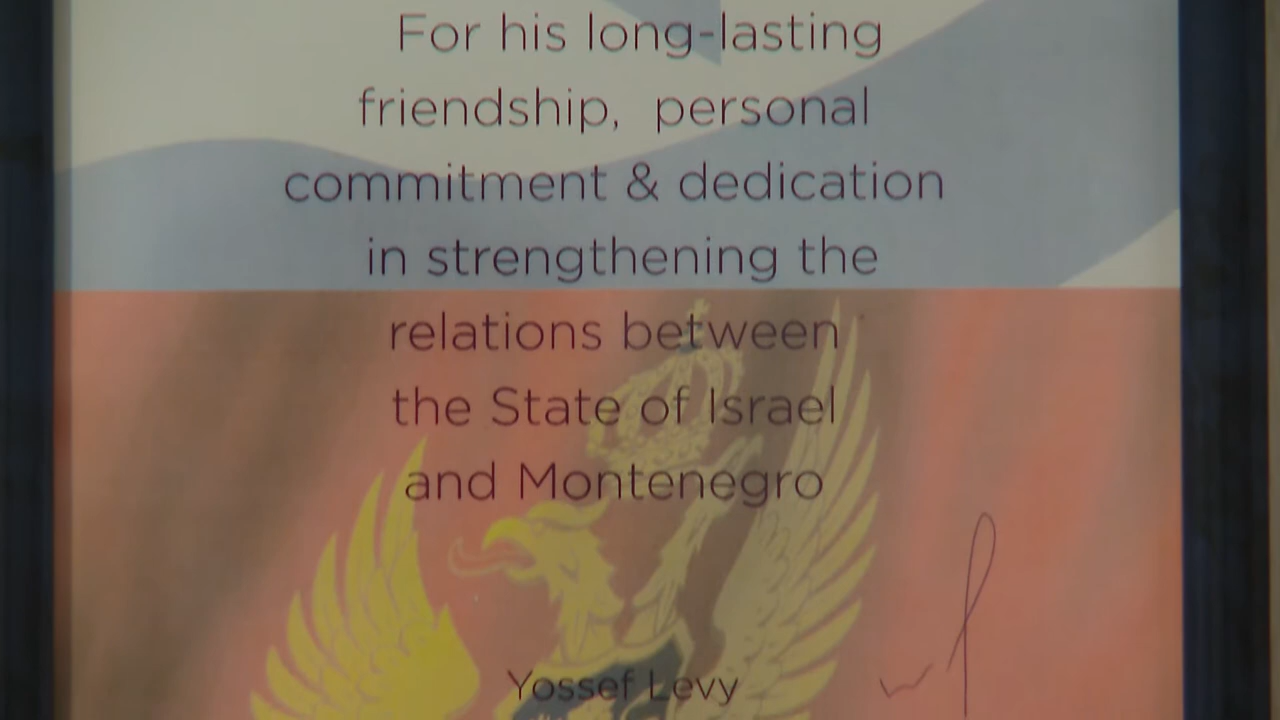 For his long-lasting
friendship, personal
commitment & dedication
in strengthening the
relations between
the State of Israel
and Montenegro
Yossef Levy